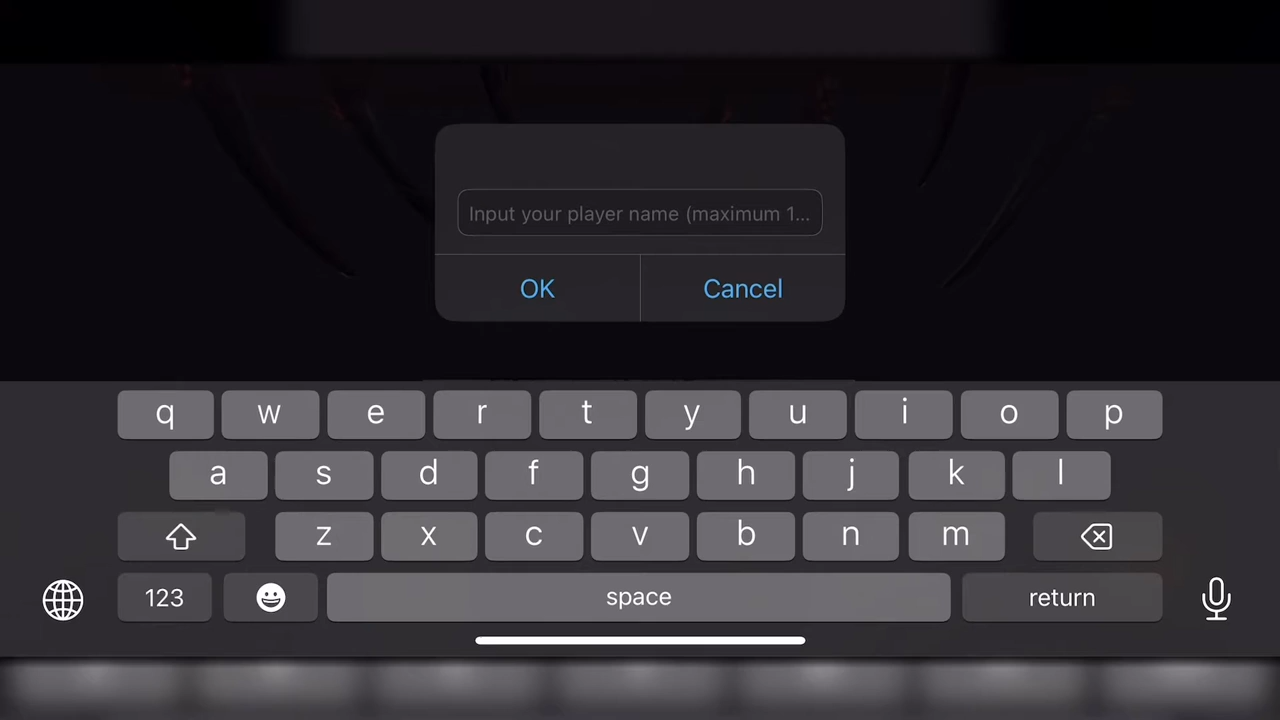 Input your player name (maximum 1...
OK Cancel
q w e r t y u i o p
a s d f g h j k l
z x c v b n m
123 space return